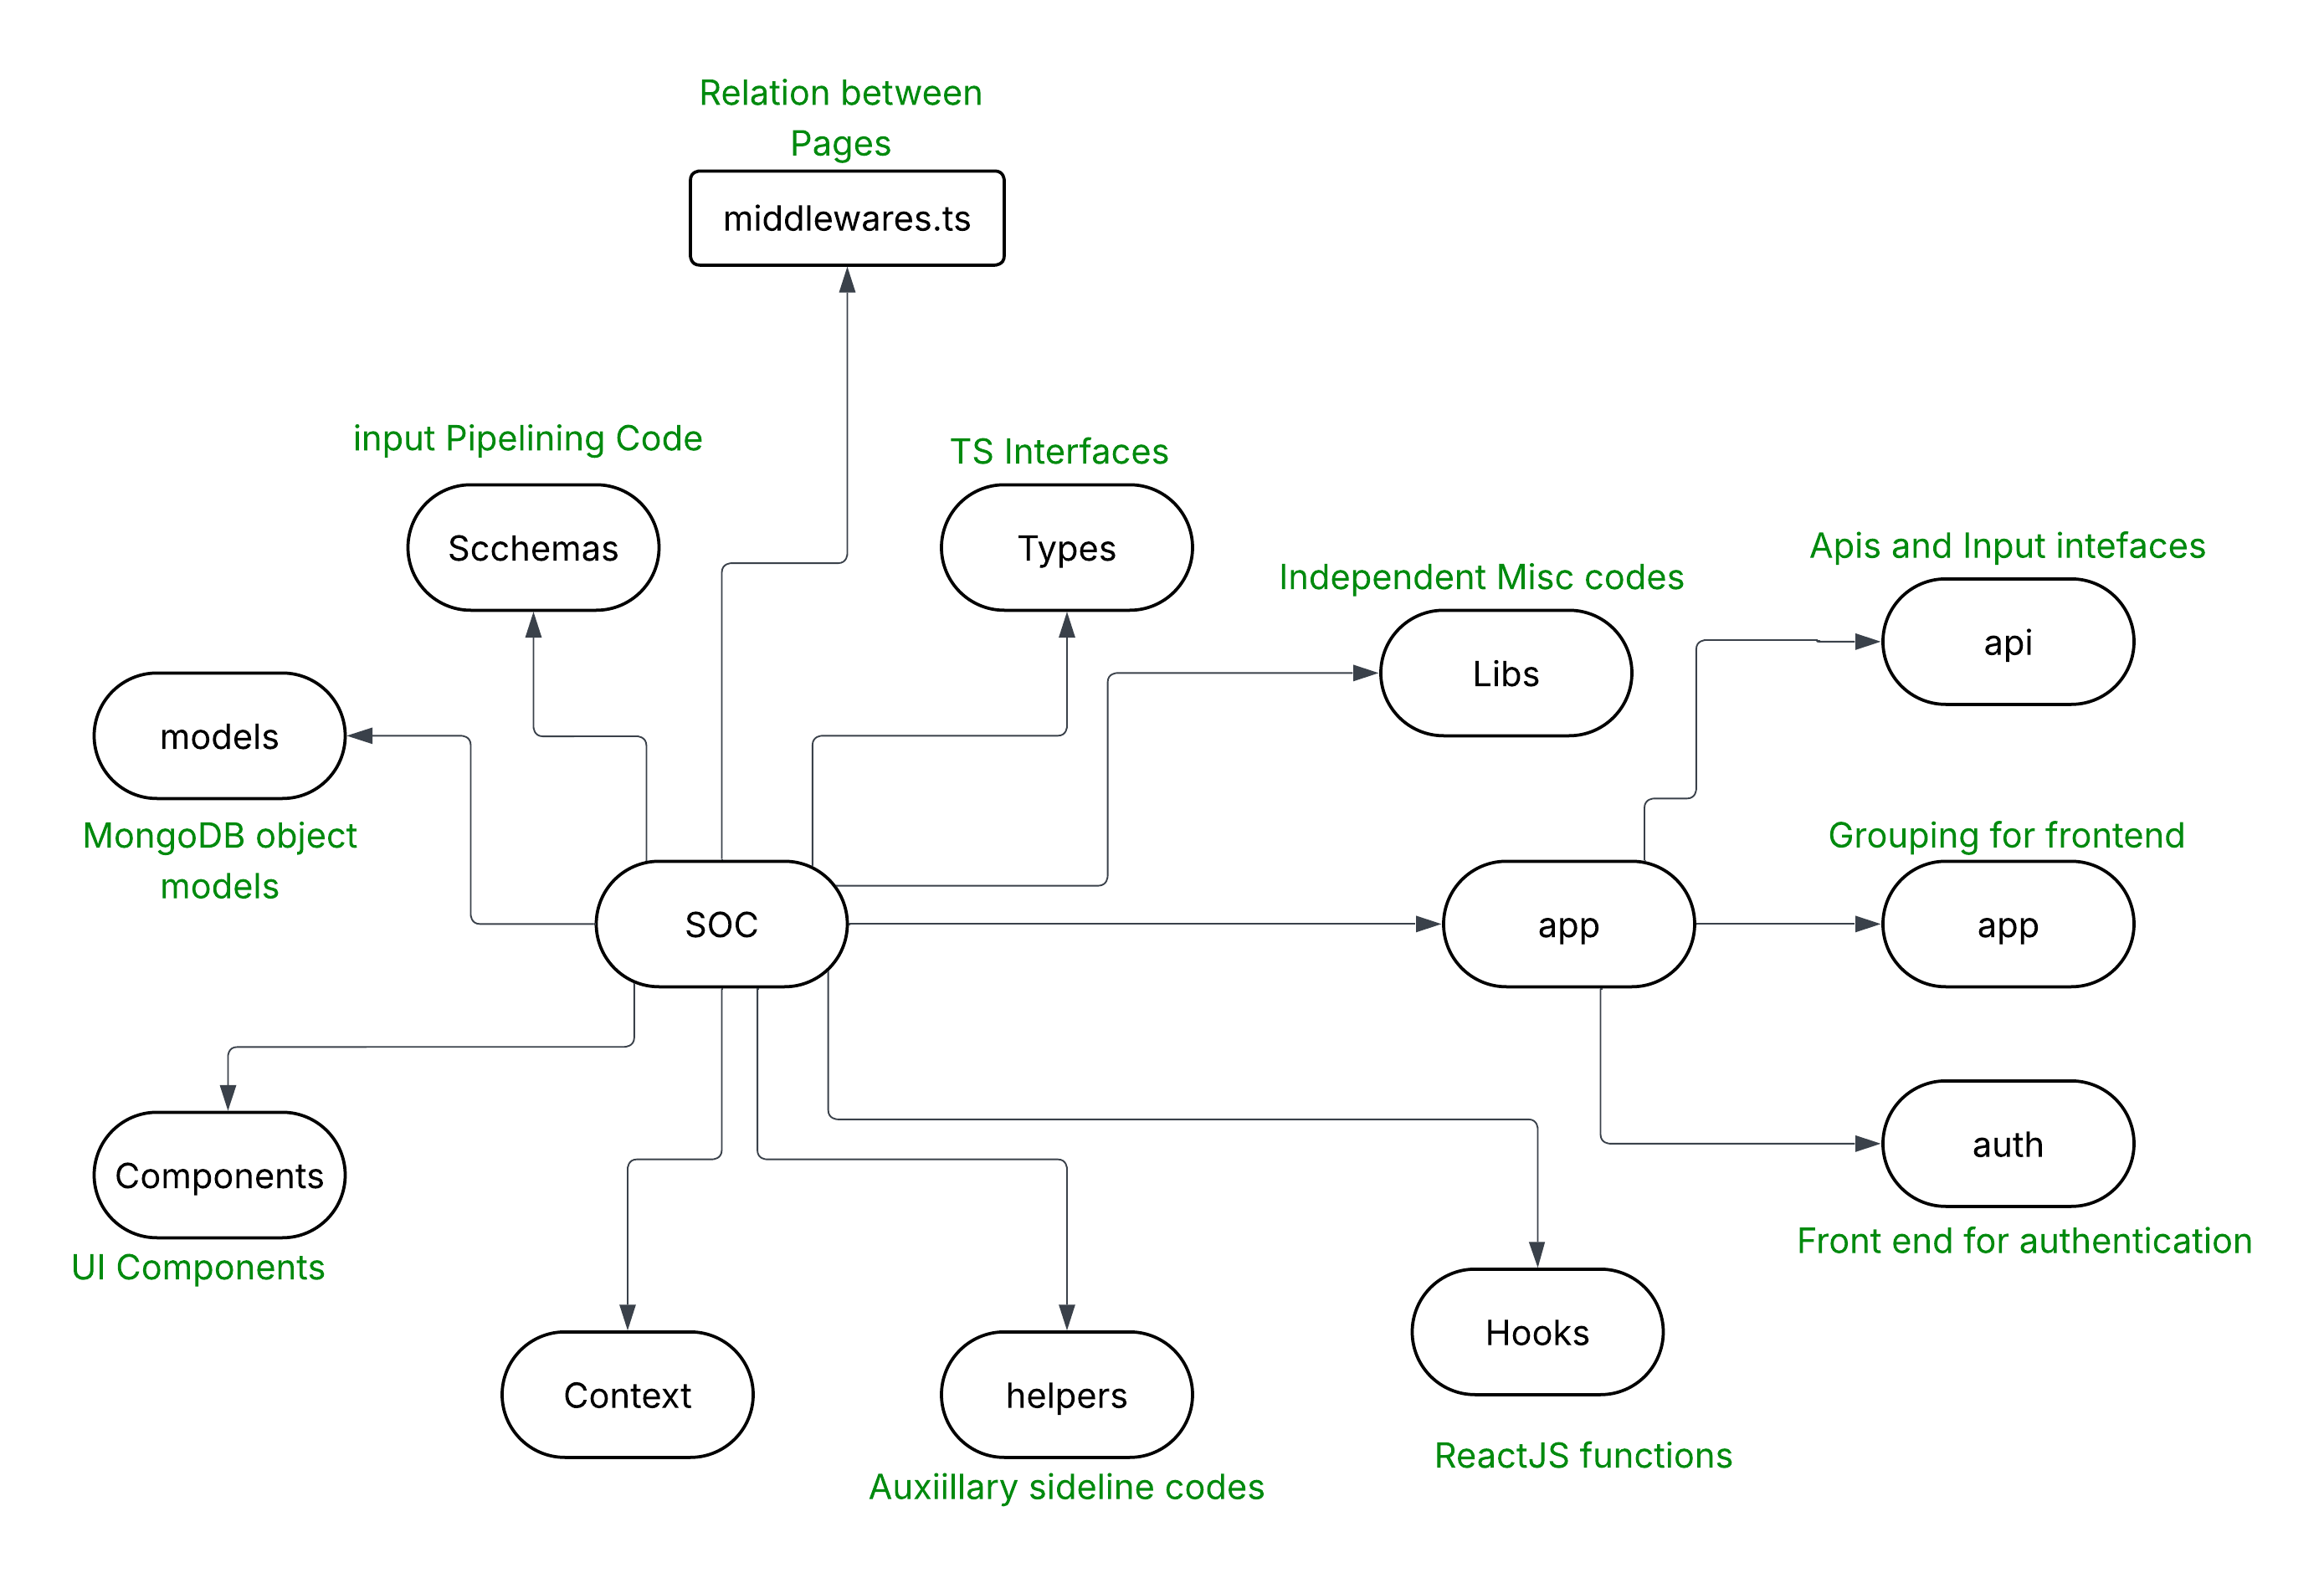 Relation between
Pages
middlewares.ts
input Pipelining Code
TS Interfaces
Scchemas
Types
Apis and Input intefaces
Independent Misc codes
api
Libs
models
MongoDB object
models
Grouping for frontend
SOC
app
app
auth
Components
Front end for authentication
UI Components
Hooks
Context
helpers
ReactJS functions
Auxiillary sideline codes